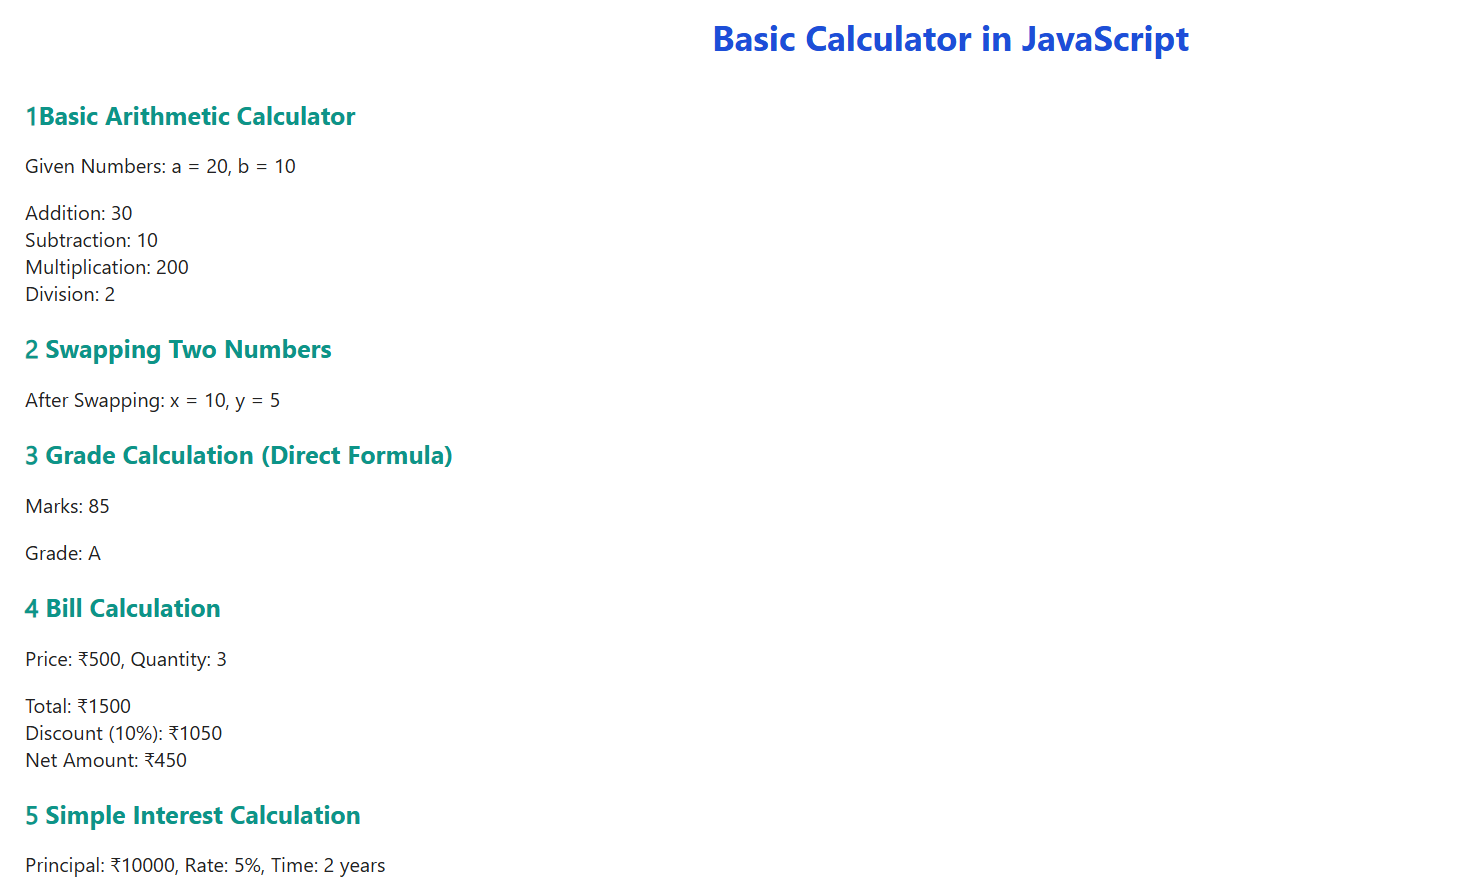 Basic Calculator in JavaScript
1Basic Arithmetic Calculator
Given Numbers: a = 20, b = 10
Addition: 30
Subtraction: 10
Multiplication: 200
Division: 2
2 Swapping Two Numbers
After Swapping: x = 10, y = 5
3 Grade Calculation (Direct Formula)
Marks: 85
Grade: A
4 Bill Calculation
Price: ₹500, Quantity: 3
Total: ₹1500
Discount (10%): ₹1050
Net Amount: ₹450
5 Simple Interest Calculation
Principal: ₹10000, Rate: 5%, Time: 2 years